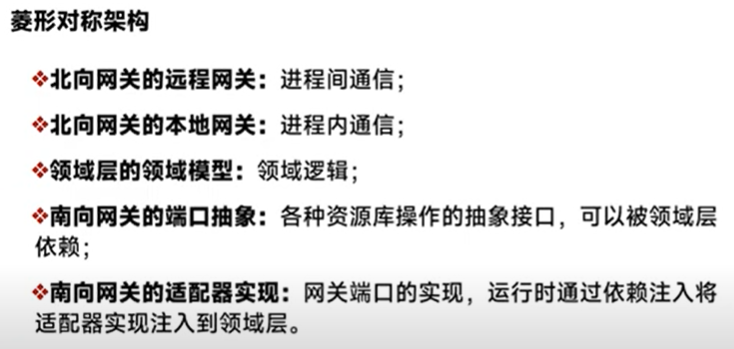 菱形对称架构
❖北向网关的远程网关：进程间通信；
❖北向网关的本地网关：进程内通信；
❖领域层的领域模型：领域逻辑；
❖南向网关的端口抽象：各种资源库操作的抽象接口，可以被领域层
依赖；
❖南向网关的适配器实现：网关端口的实现，运行时通过依赖注入将
适配器实现注入到领域层。